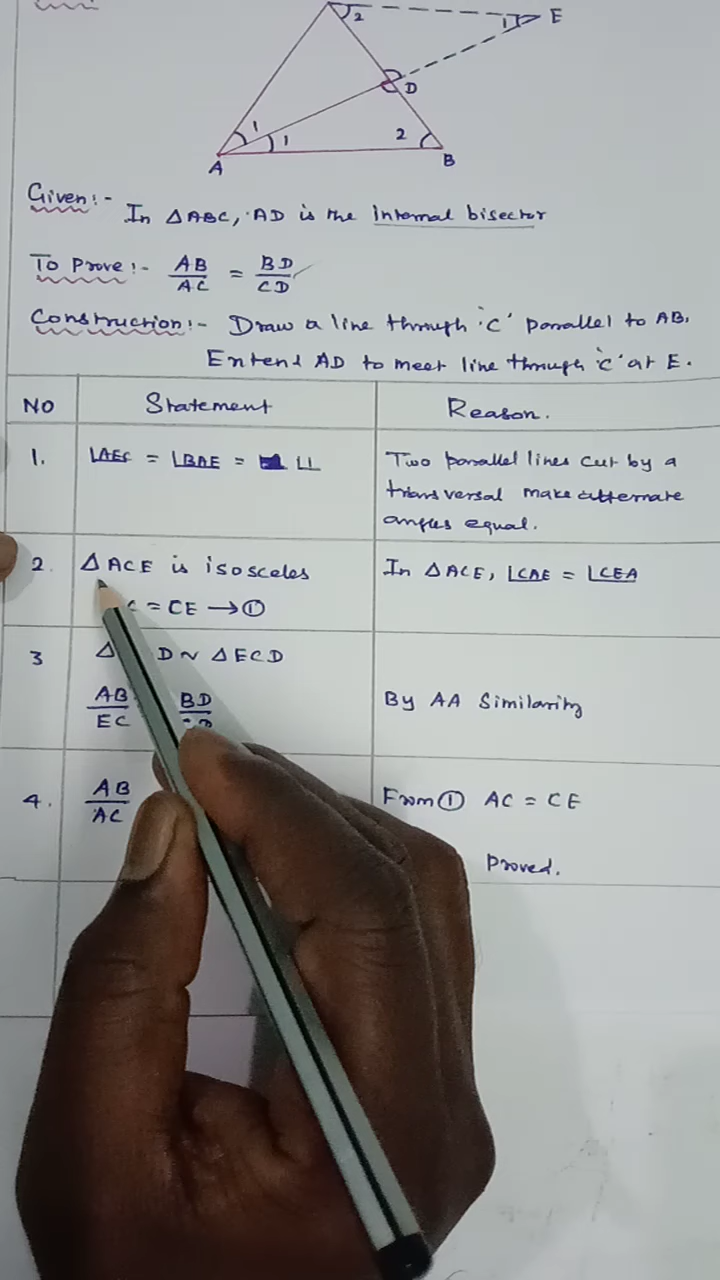 2 1 E
D
1 1 2
A B
Given:- In ΔABC, AD is the internal bisector
To Prove:- AB/AC = BD/CD
Construction:- Draw a line through 'C' parallel to AB.
Extend AD to meet line through 'C' at E.
NO Statement Reason.
1. ∠AEC = ∠BAE = ∠1 Two parallel lines cut by a
transversal make alternate
angles equal.
2. ΔACE is isosceles In ΔACE, ∠CAE = ∠CEA
= CE → ①
3 Δ D ~ ΔECD
AB/EC BD By AA Similarity
4. AB/AC From ① AC = CE
Proved.